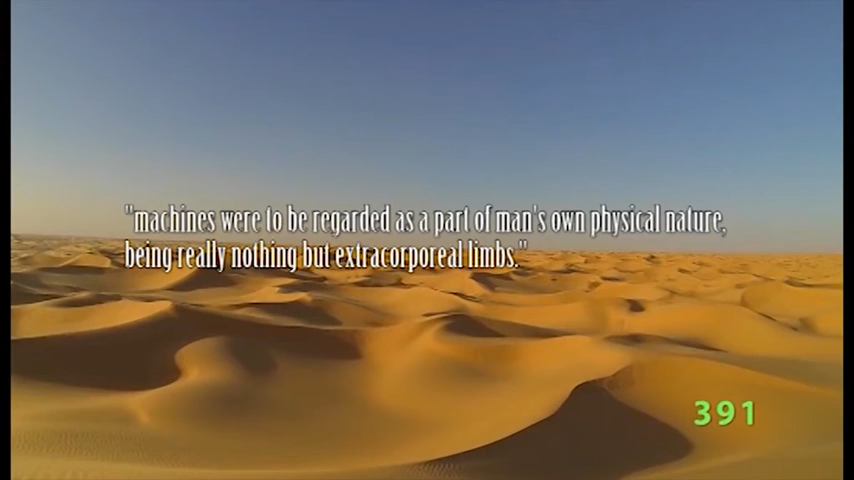 "machines were to be regarded as a part of man's own physical nature,
being really nothing but extracorporeal limbs."
391